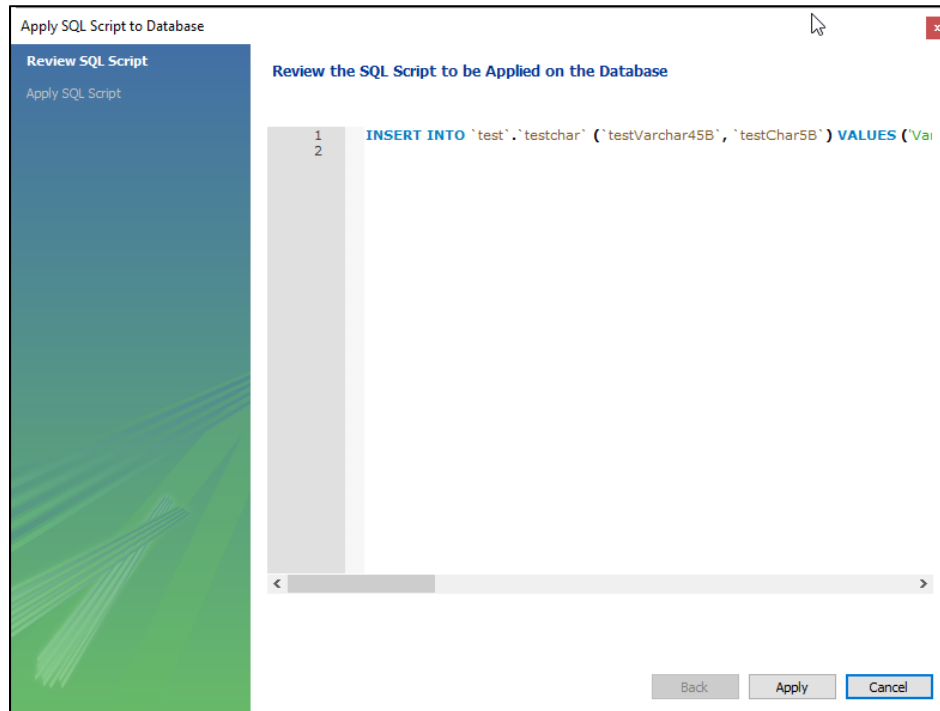 Apply SQL Script to Database
x
Review SQL Script
Apply SQL Script
Review the SQL Script to be Applied on the Database
1 INSERT INTO `test`.`testchar` (`testVarchar45B`, `testChar5B`) VALUES ('Var
2
Back Apply Cancel